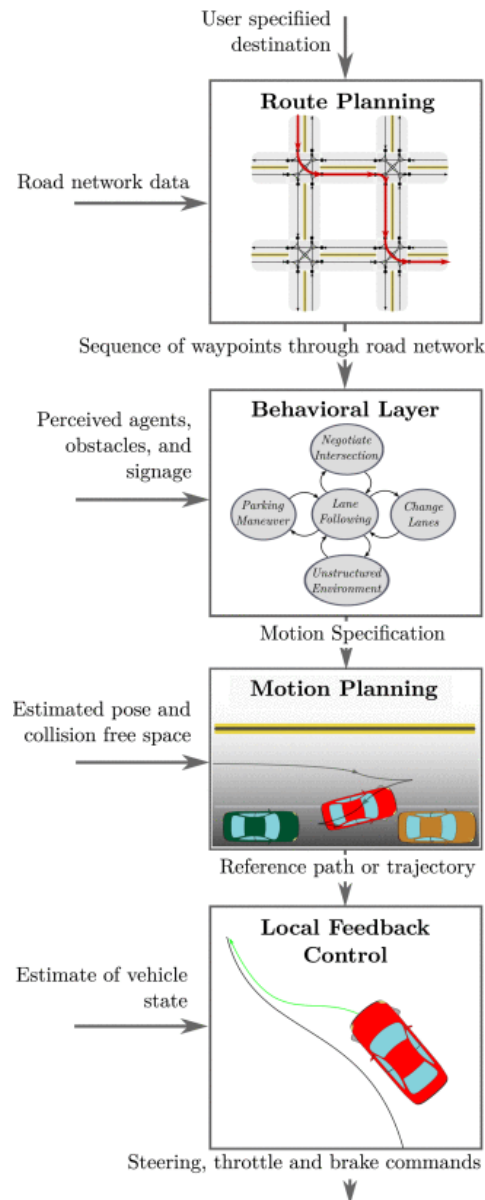 User specifiied
destination
Route Planning
Road network data
Sequence of waypoints through road network
Behavioral Layer
Perceived agents,
obstacles, and
signage
Negotiate
Intersection
Parking
Maneuver
Lane
Following
Change
Lanes
Unstructured
Environment
Motion Specification
Motion Planning
Estimated pose and
collision free space
Reference path or trajectory
Local Feedback
Control
Estimate of vehicle
state
Steering, throttle and brake commands